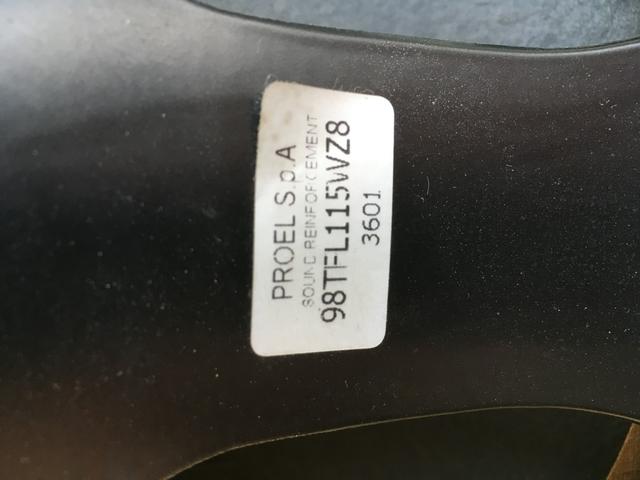 PROEL S.p.A
SOUND REINFORCEMENT
98TFL115WZ8
3601